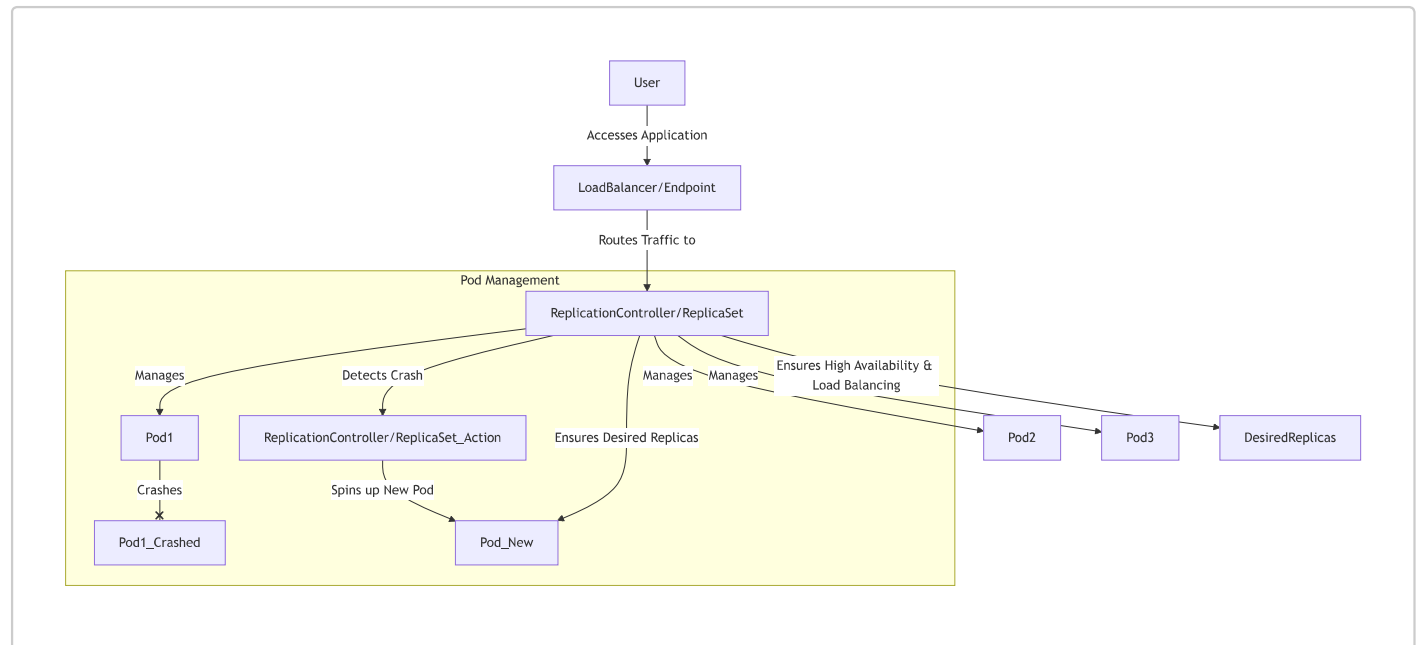 User
Accesses Application
LoadBalancer/Endpoint
Routes Traffic to
Pod Management
ReplicationController/ReplicaSet
Manages
Detects Crash
Manages
Manages
Ensures High Availability &
Load Balancing
Pod1
ReplicationController/ReplicaSet_Action
Ensures Desired Replicas
Pod2
Pod3
DesiredReplicas
Crashes
Spins up New Pod
Pod1_Crashed
Pod_New